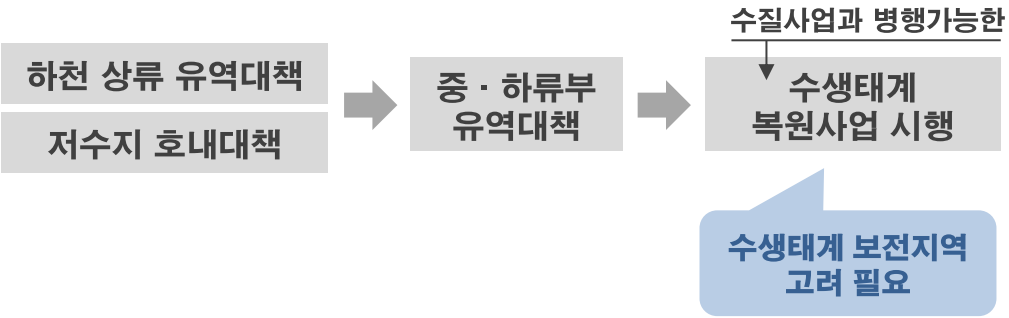 하천 상류 유역대책
저수지 호내대책
중 · 하류부
유역대책
수질사업과 병행가능한
수생태계
복원사업 시행
수생태계 보전지역
고려 필요